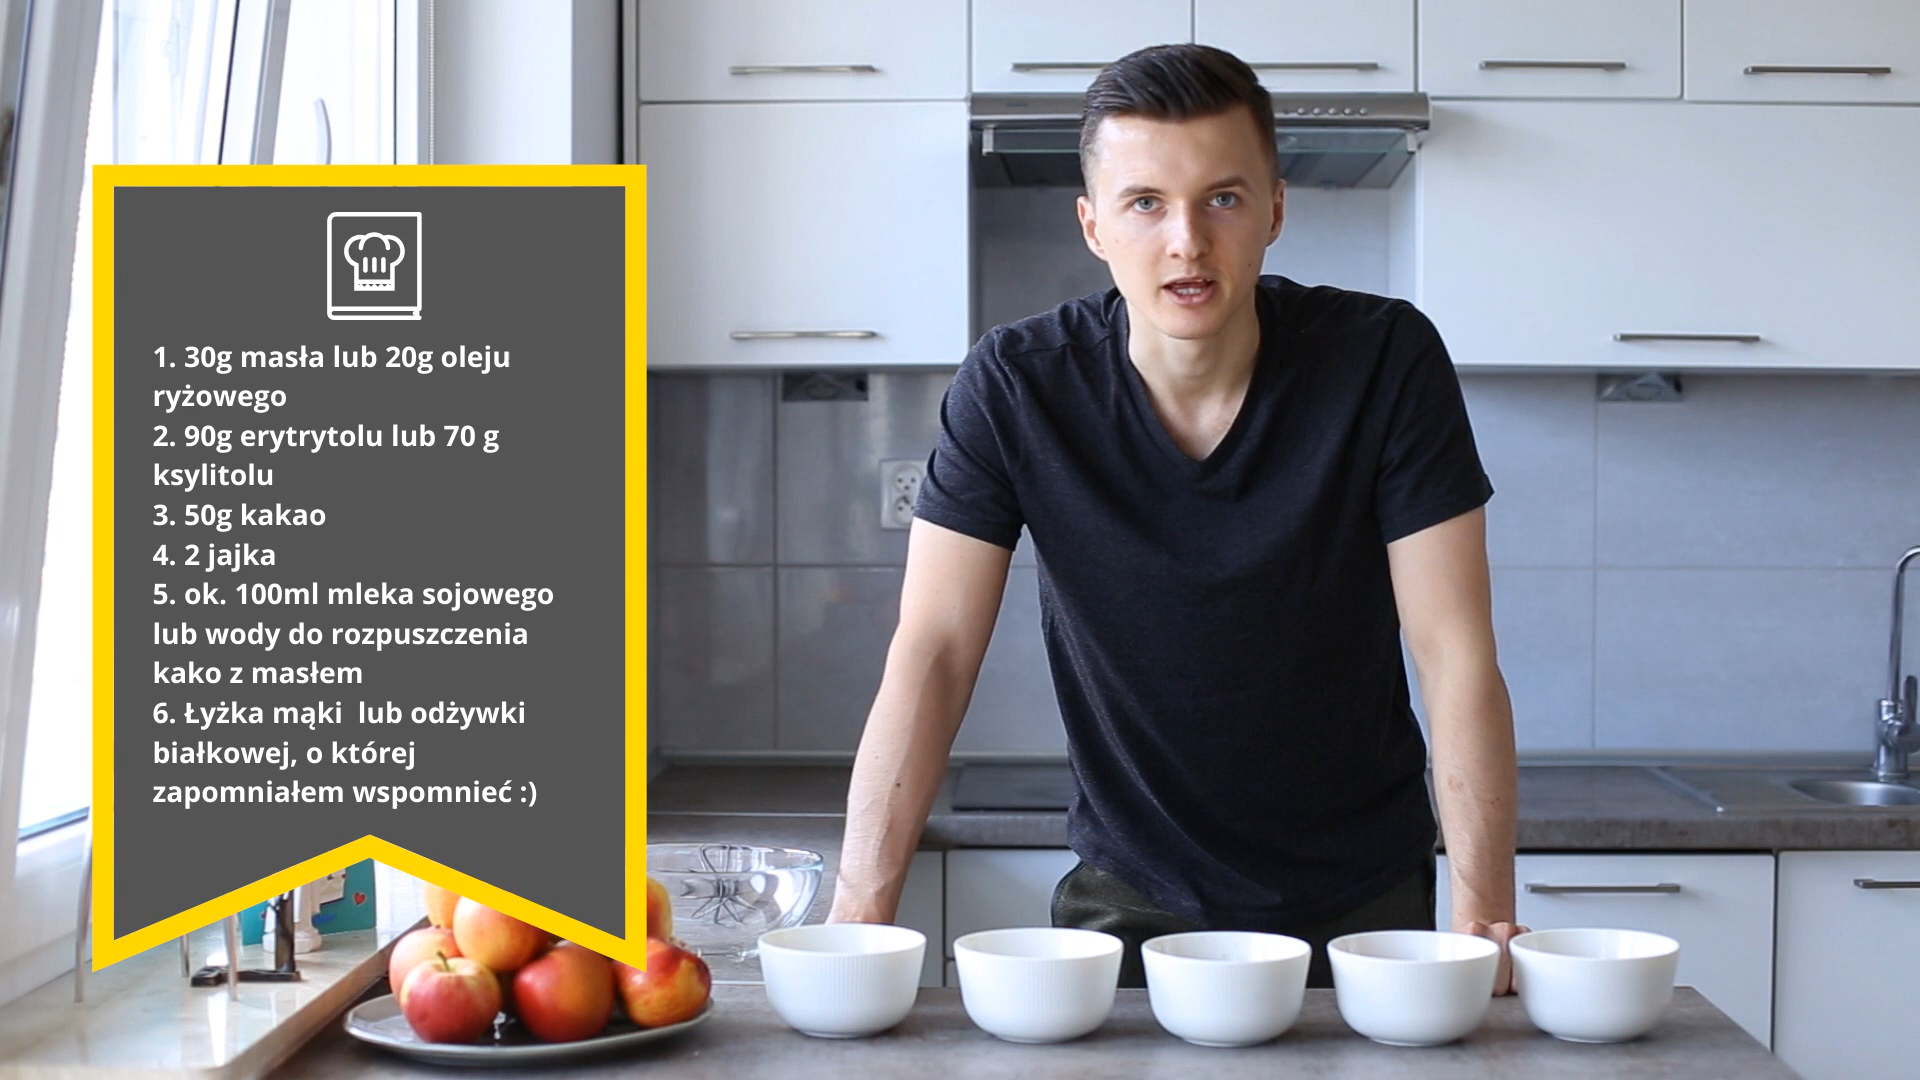 1. 30g masła lub 20g oleju
ryżowego
2. 90g erytrytolu lub 70 g
ksylitolu
3. 50g kakao
4. 2 jajka
5. ok. 100ml mleka sojowego
lub wody do rozpuszczenia
kako z masłem
6. Łyżka mąki  lub odżywki
białkowej, o której
zapomniałem wspomnieć :)